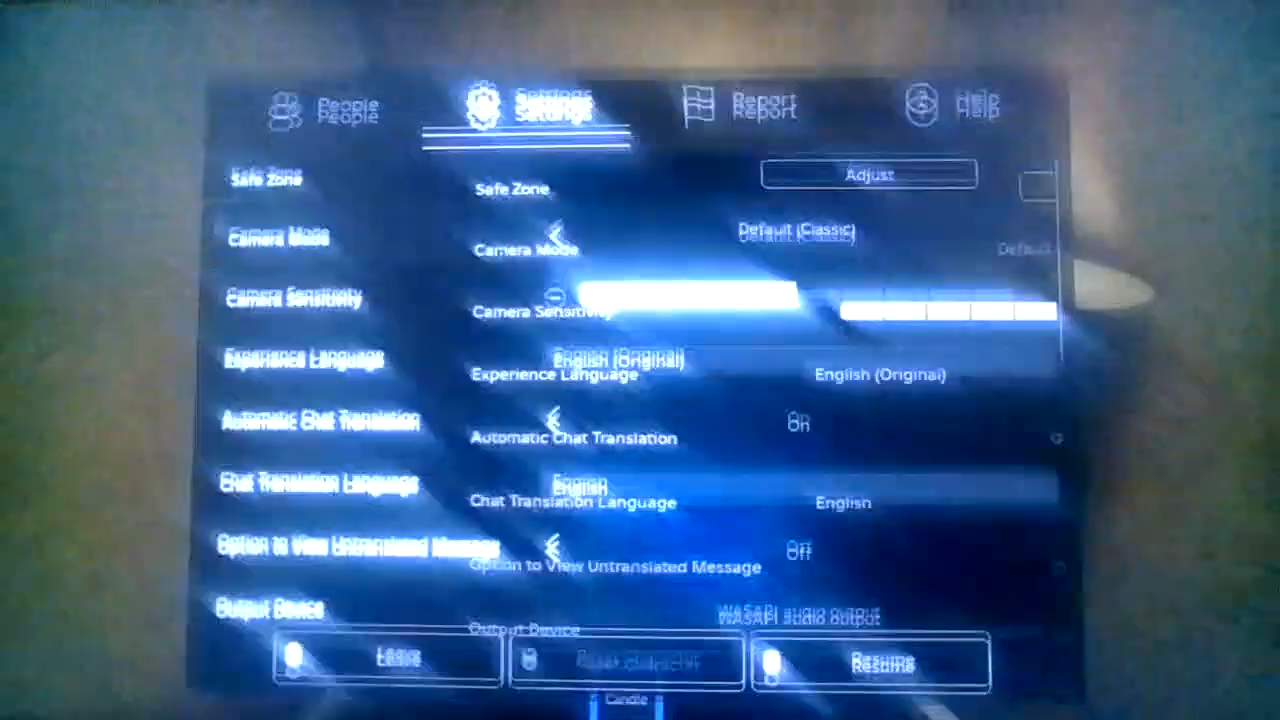 People Settings Report Help
Safe Zone Safe Zone Adjust
Camera Mode Camera Mode Default (Classic) Default
Camera Sensitivity Camera Sensitivity
Experience Language Experience Language English (Original) English (Original)
Automatic Chat Translation Automatic Chat Translation On
Chat Translation Language Chat Translation Language English English
Option to View Untranslated Message Option to View Untranslated Message Off
Output Device Output Device WASAPI audio output
Leave Resume
Candle